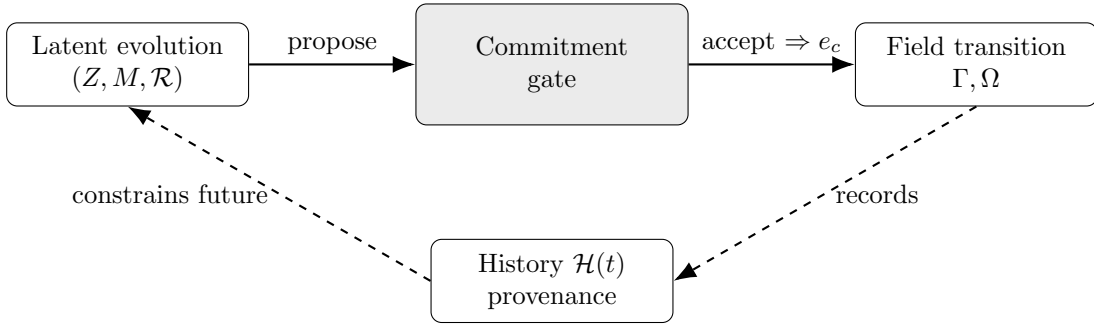 Latent evolution
(Z, M, ℛ)
propose
Commitment
gate
accept ⇒ e_c
Field transition
Γ, Ω
constrains future
records
History ℋ(t)
provenance